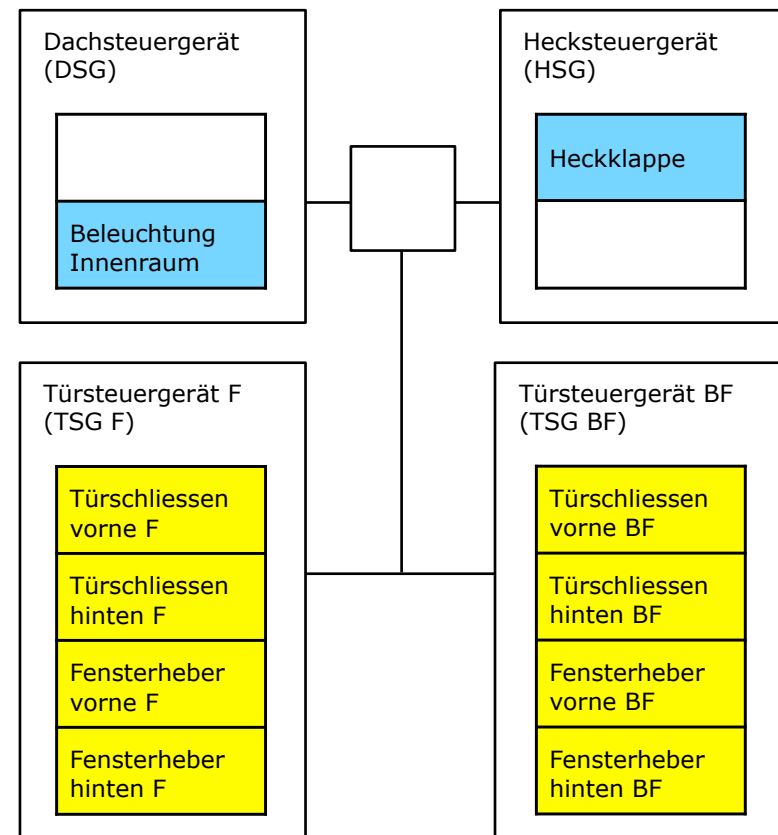 Dachsteuergerät
(DSG)
Beleuchtung
Innenraum
Hecksteuergerät
(HSG)
Heckklappe
Türsteuergerät F
(TSG F)
Türschliessen
vorne F
Türschliessen
hinten F
Fensterheber
vorne F
Fensterheber
hinten F
Türsteuergerät BF
(TSG BF)
Türschliessen
vorne BF
Türschliessen
hinten BF
Fensterheber
vorne BF
Fensterheber
hinten BF